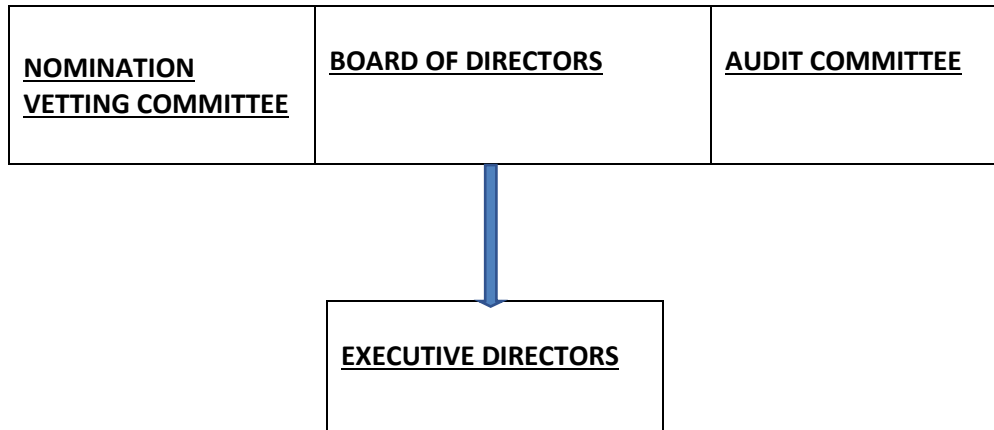 NOMINATION
VETTING COMMITTEE
BOARD OF DIRECTORS
AUDIT COMMITTEE
EXECUTIVE DIRECTORS